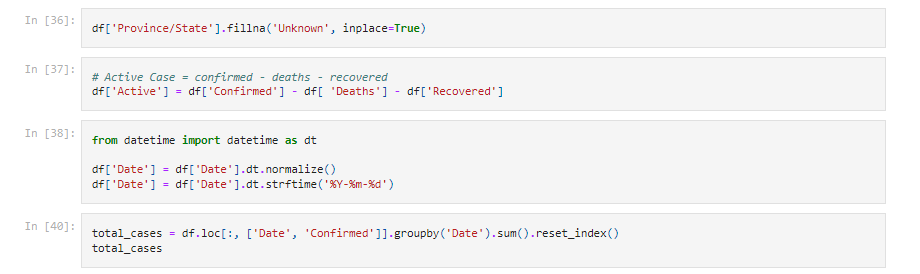 In [36]:
df['Province/State'].fillna('Unknown', inplace=True)
In [37]:
# Active Case = confirmed - deaths - recovered
df['Active'] = df['Confirmed'] - df[ 'Deaths'] - df['Recovered']
In [38]:
from datetime import datetime as dt
df['Date'] = df['Date'].dt.normalize()
df['Date'] = df['Date'].dt.strftime('%Y-%m-%d')
In [40]:
total_cases = df.loc[:, ['Date', 'Confirmed']].groupby('Date').sum().reset_index()
total_cases